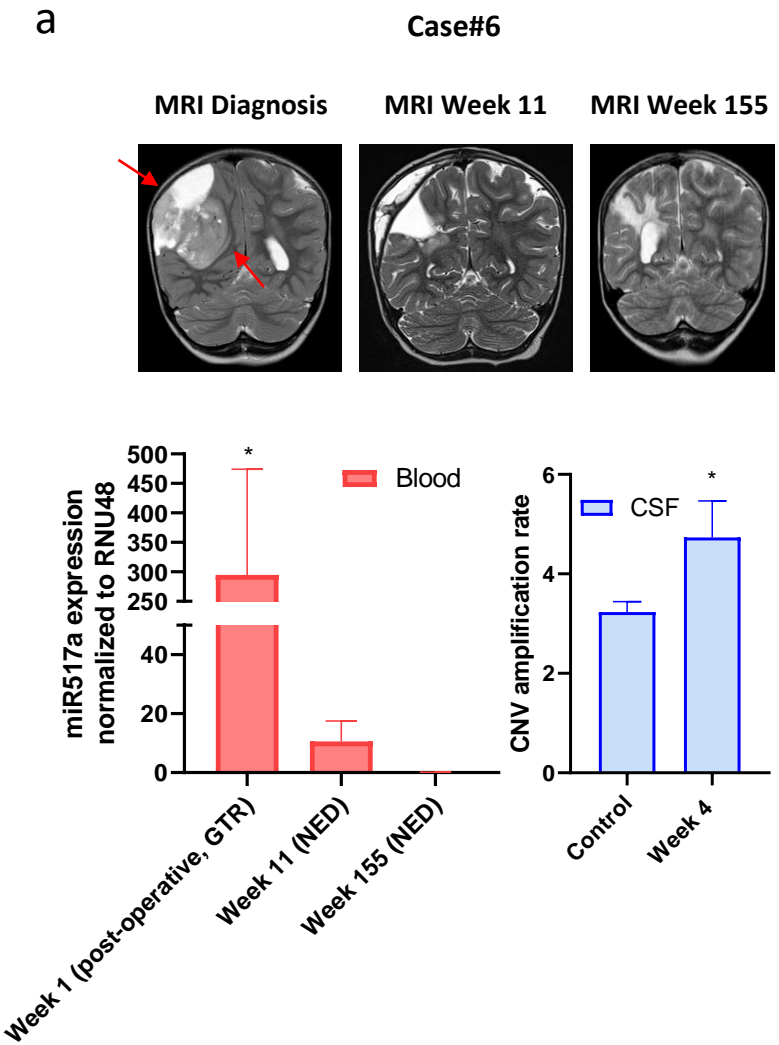 a
Case#6
MRI Diagnosis
MRI Week 11
MRI Week 155
miR517a expression
normalized to RNU48
500
450
400
350
300
250
40
20
0
*
Blood
Week 1 (post-operative, GTR)
Week 11 (NED)
Week 155 (NED)
CNV amplification rate
6
4
2
0
CSF
*
Control
Week 4